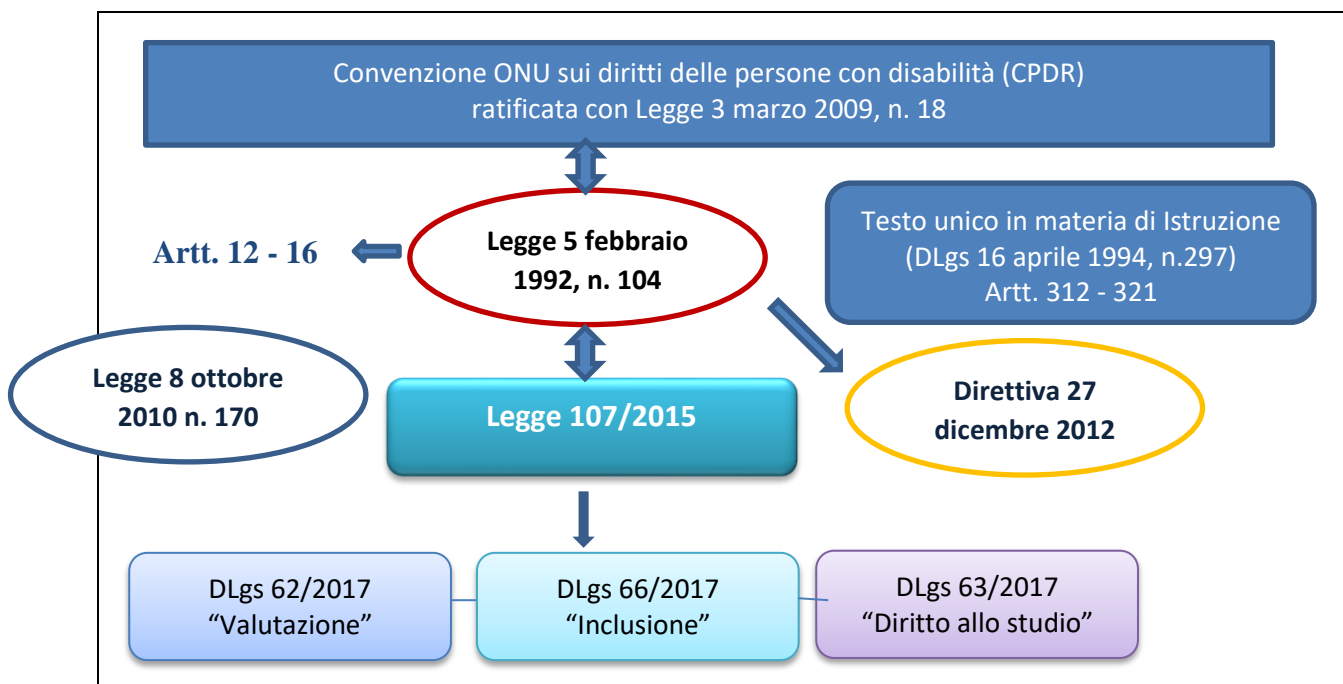 Convenzione ONU sui diritti delle persone con disabilità (CPDR)
ratificata con Legge 3 marzo 2009, n. 18
Artt. 12 - 16
Legge 5 febbraio
1992, n. 104
Testo unico in materia di Istruzione
(DLgs 16 aprile 1994, n.297)
Artt. 312 - 321
Legge 8 ottobre
2010 n. 170
Legge 107/2015
Direttiva 27
dicembre 2012
DLgs 62/2017
“Valutazione”
DLgs 66/2017
“Inclusione”
DLgs 63/2017
“Diritto allo studio”